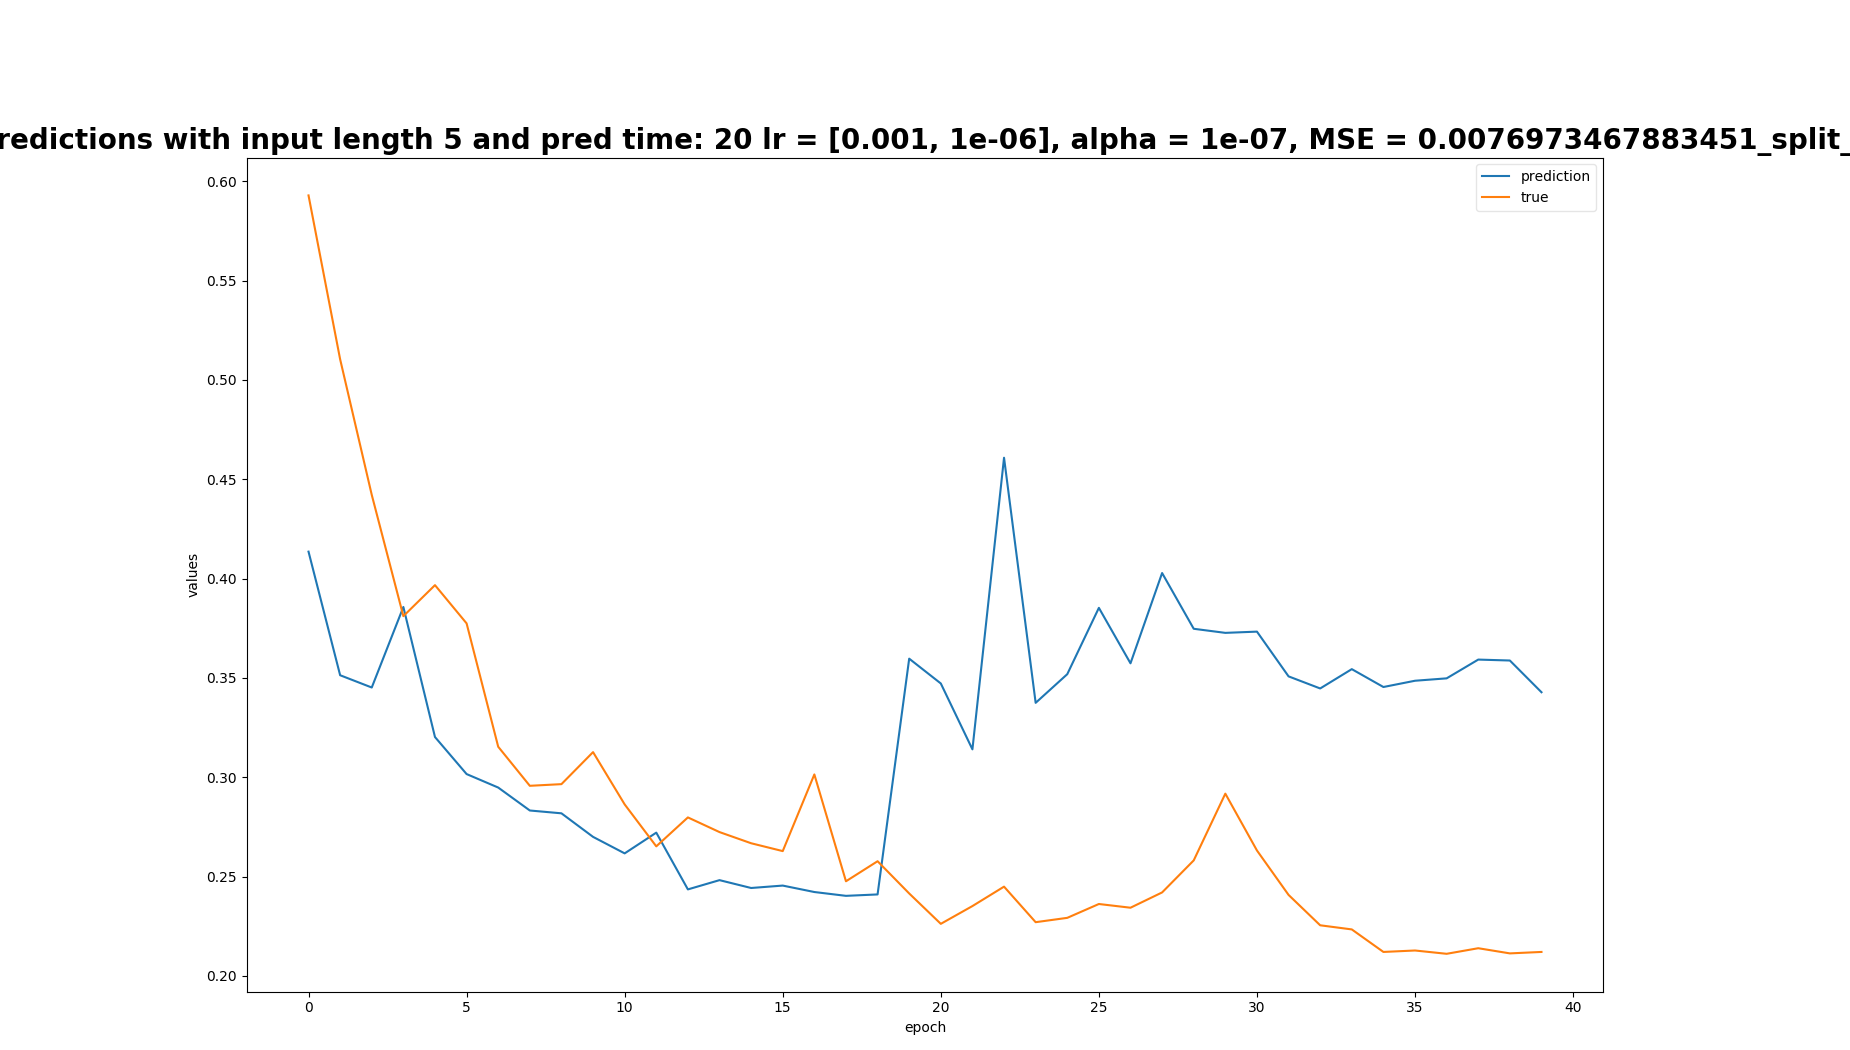 redictions with input length 5 and pred time: 20 lr = [0.001, 1e-06], alpha = 1e-07, MSE = 0.0076973467883451_split_
prediction
true
0.60
0.55
0.50
0.45
0.40
0.35
0.30
0.25
0.20
values
0 5 10 15 20 25 30 35 40
epoch